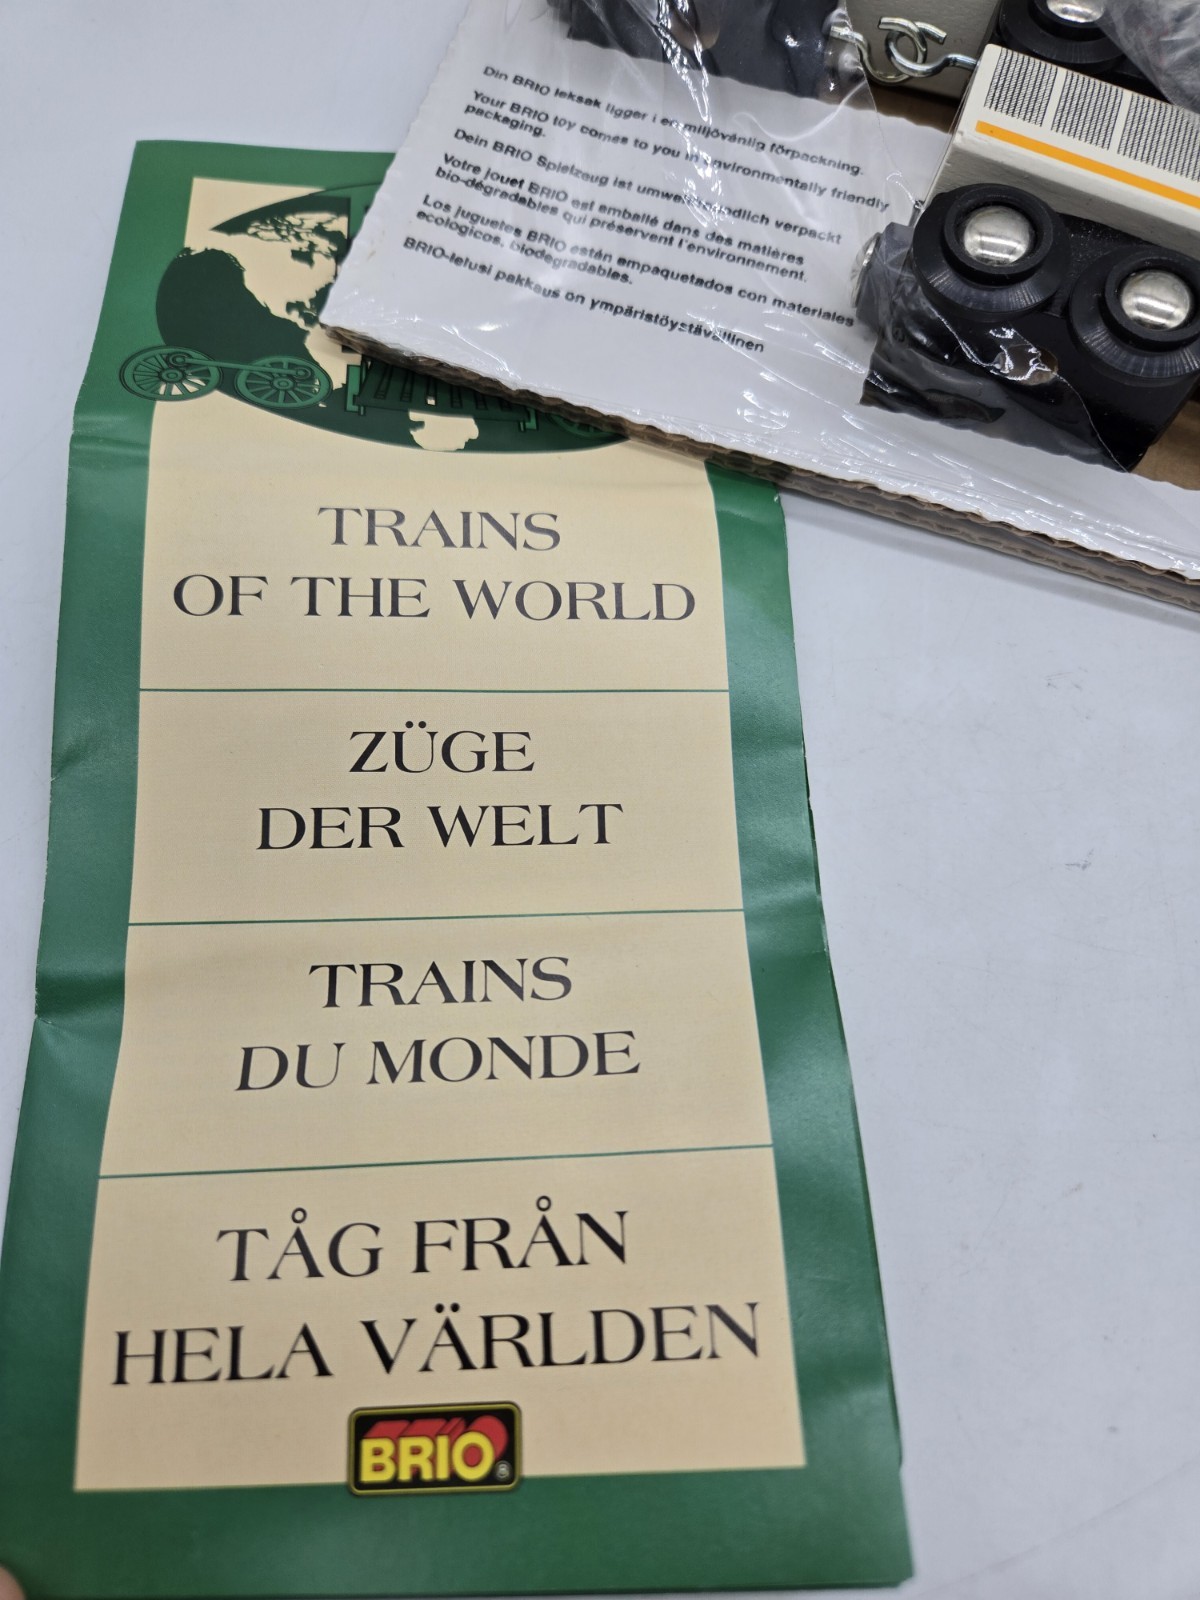 Din BRIO leksak ligger i en miljövänlig förpackning.
Your BRIO toy comes to you in environmentally friendly
packaging.
Dein BRIO Spielzeug ist umweltfreundlich verpackt
Votre jouet BRIO est emballé dans des matières
bio-dégradables qui préservent l'environnement.
Los juguetes BRIO están empaquetados con materiales
ecologicos, biodegradables.
BRIO-lelusi pakkaus on ympäristöystävällinen
TRAINS
OF THE WORLD
ZÜGE
DER WELT
TRAINS
DU MONDE
TÅG FRÅN
HELA VÄRLDEN
BRIO®